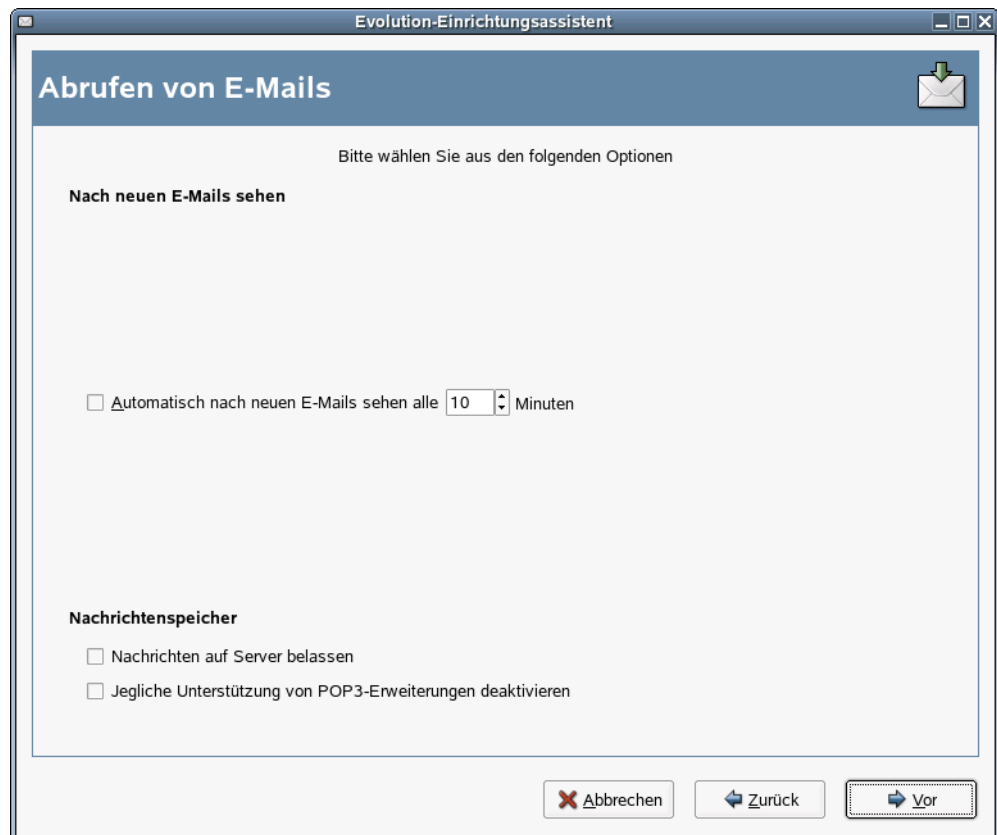 Evolution-Einrichtungsassistent
Abrufen von E-Mails
Bitte wählen Sie aus den folgenden Optionen
Nach neuen E-Mails sehen
Automatisch nach neuen E-Mails sehen alle 10 Minuten
Nachrichtenspeicher
Nachrichten auf Server belassen
Jegliche Unterstützung von POP3-Erweiterungen deaktivieren
Abbrechen Zurück Vor